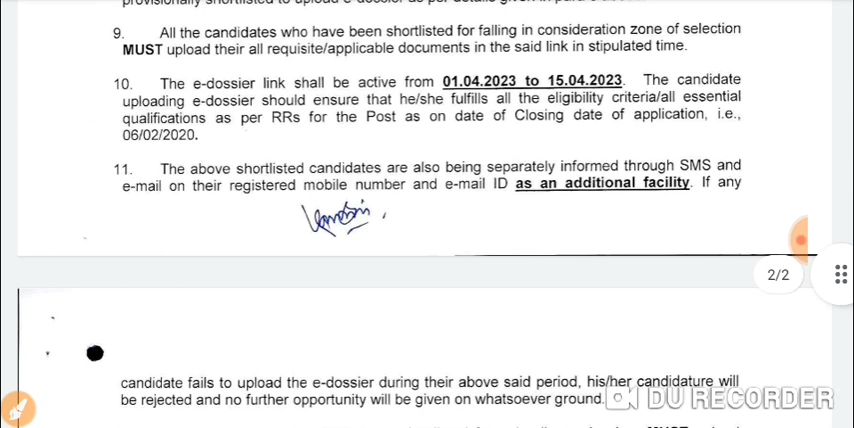 9. All the candidates who have been shortlisted for falling in consideration zone of selection
MUST upload their all requisite/applicable documents in the said link in stipulated time.
10. The e-dossier link shall be active from 01.04.2023 to 15.04.2023. The candidate
uploading e-dossier should ensure that he/she fulfills all the eligibility criteria/all essential
qualifications as per RRs for the Post as on date of Closing date of application, i.e.,
06/02/2020.
11. The above shortlisted candidates are also being separately informed through SMS and
e-mail on their registered mobile number and e-mail ID as an additional facility. If any
2/2
candidate fails to upload the e-dossier during their above said period, his/her candidature will
be rejected and no further opportunity will be given on whatsoever ground.
DU RECORDER